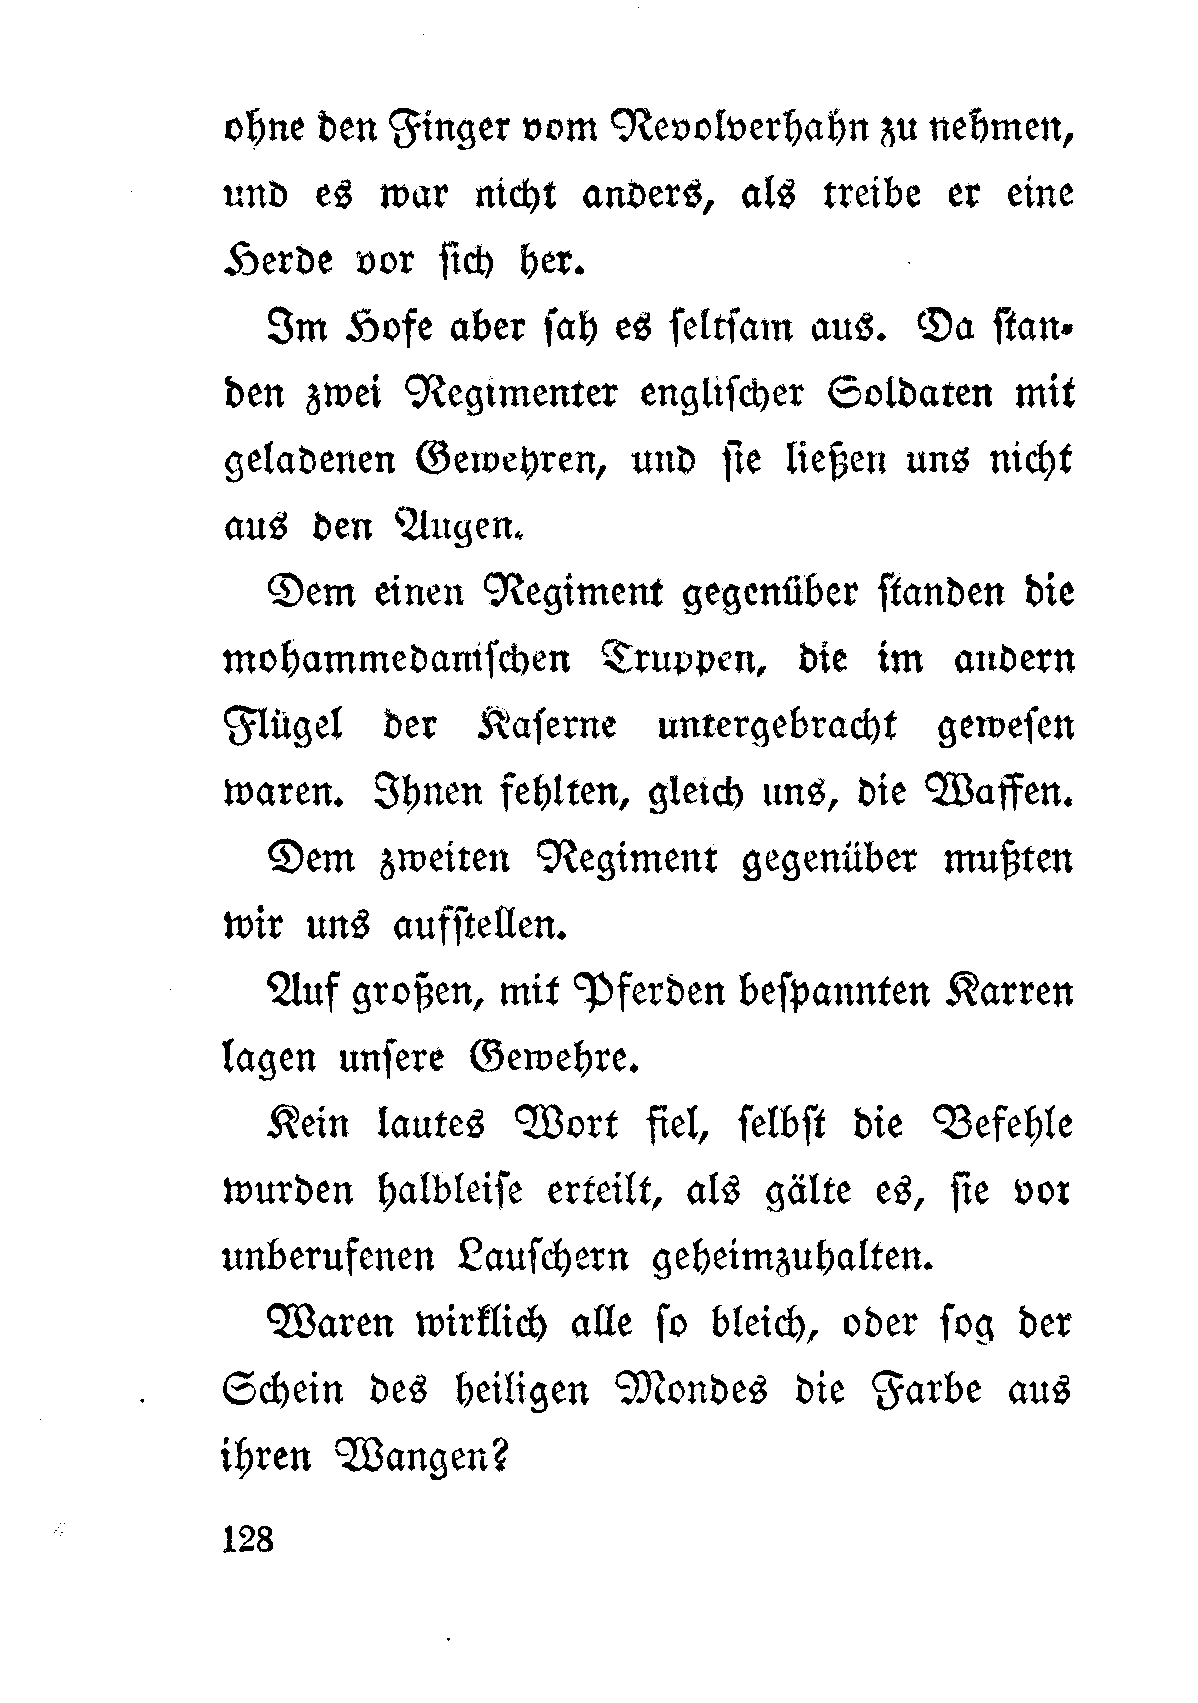 ohne den Finger vom Revolverhahn zu nehmen,
und es war nicht anders, als treibe er eine
Herde vor sich her.
Im Hofe aber sah es seltsam aus. Da stan-
den zwei Regimenter englischer Soldaten mit
geladenen Gewehren, und sie ließen uns nicht
aus den Augen.
Dem einen Regiment gegenüber standen die
mohammedanischen Truppen, die im andern
Flügel der Kaserne untergebracht gewesen
waren. Ihnen fehlten, gleich uns, die Waffen.
Dem zweiten Regiment gegenüber mußten
wir uns aufstellen.
Auf großen, mit Pferden bespannten Karren
lagen unsere Gewehre.
Kein lautes Wort fiel, selbst die Befehle
wurden halbleise erteilt, als gälte es, sie vor
unberufenen Lauschern geheimzuhalten.
Waren wirklich alle so bleich, oder sog der
Schein des heiligen Mondes die Farbe aus
ihren Wangen?
128